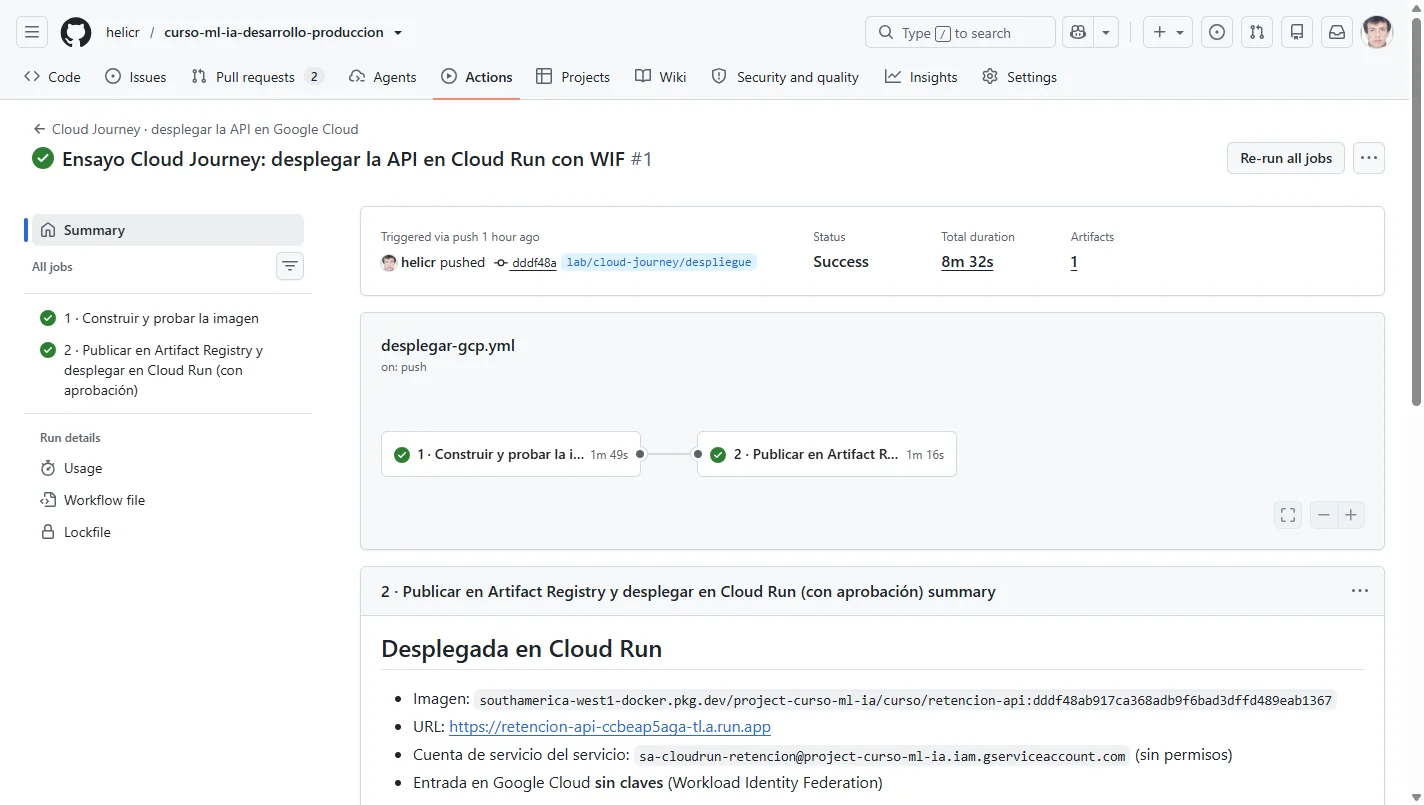 helicr / curso-ml-ia-desarrollo-produccion
Type / to search
Code
Issues
Pull requests 2
Agents
Actions
Projects
Wiki
Security and quality
Insights
Settings
Cloud Journey · desplegar la API en Google Cloud
Ensayo Cloud Journey: desplegar la API en Cloud Run con WIF #1
Re-run all jobs
Summary
All jobs
1 · Construir y probar la imagen
2 · Publicar en Artifact Registry y
desplegar en Cloud Run (con
aprobación)
Run details
Usage
Workflow file
Lockfile
Triggered via push 1 hour ago
helicr pushed dddf48a lab/cloud-journey/despliegue
Status
Success
Total duration
8m 32s
Artifacts
1
desplegar-gcp.yml
on: push
1 · Construir y probar la i... 1m 49s
2 · Publicar en Artifact R... 1m 16s
2 · Publicar en Artifact Registry y desplegar en Cloud Run (con aprobación) summary
Desplegada en Cloud Run
Imagen: southamerica-west1-docker.pkg.dev/project-curso-ml-ia/curso/retencion-api:dddf48ab917ca368adb9f6bad3dffd489eab1367
URL: https://retencion-api-ccbeap5aga-tl.a.run.app
Cuenta de servicio del servicio: sa-cloudrun-retencion@project-curso-ml-ia.iam.gserviceaccount.com (sin permisos)
Entrada en Google Cloud sin claves (Workload Identity Federation)